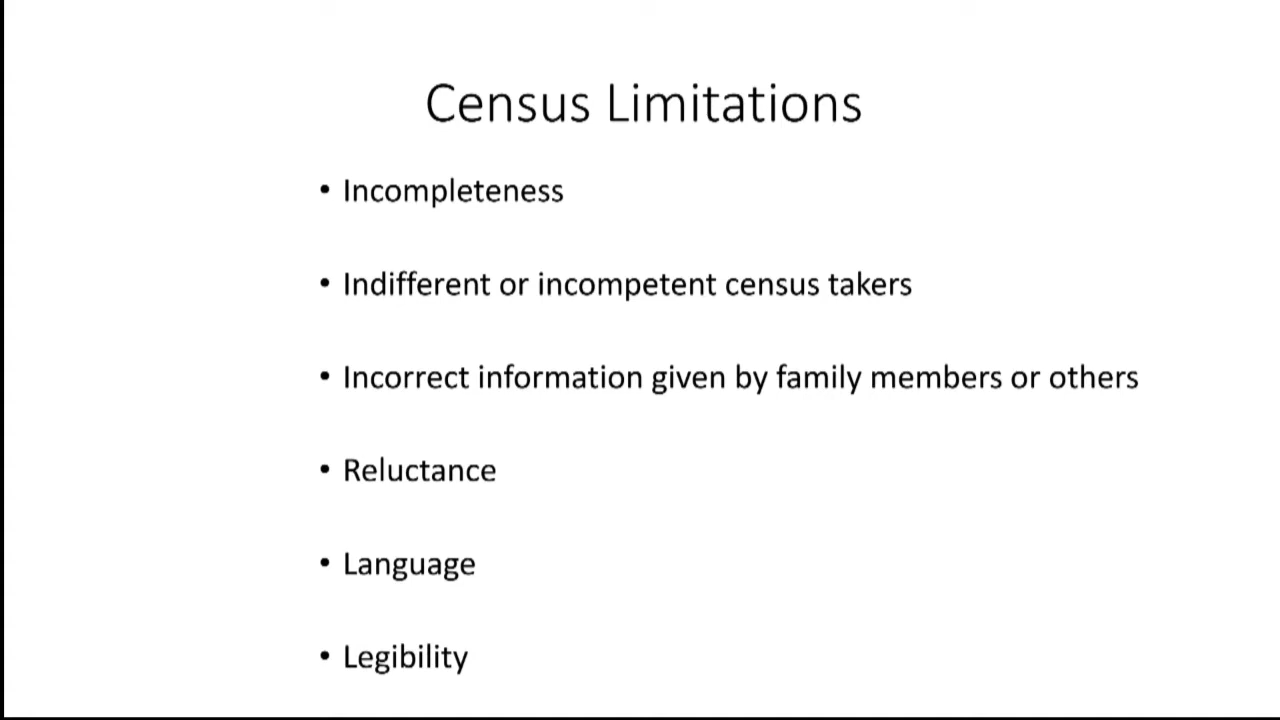 Census Limitations
• Incompleteness
• Indifferent or incompetent census takers
• Incorrect information given by family members or others
• Reluctance
• Language
• Legibility